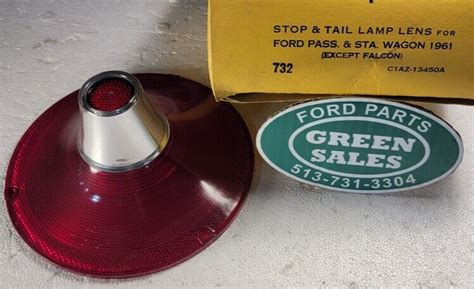 STOP & TAIL LAMP LENS FOR
FORD PASS. & STA. WAGON 1961
(EXCEPT FALCON)
732
C1AZ-13450A
FORD PARTS
GREEN
SALES
513-731-3304